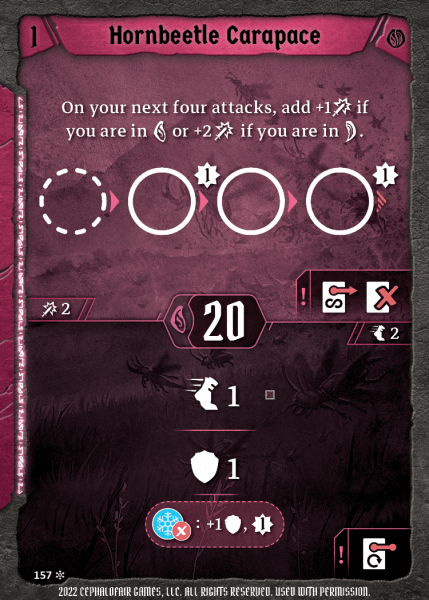 1
Hornbeetle Carapace
On your next four attacks, add +1 if
you are in or +2 if you are in .
1
1
2
20
! S
2
1
1
: +1 , 1
!
157
2022 CEPHALOFAIR GAMES, LLC. ALL RIGHTS RESERVED. USED WITH PERMISSION.